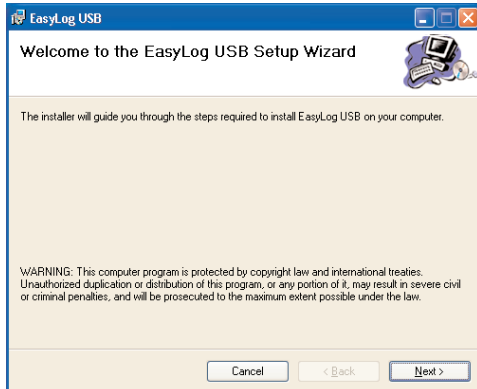 EasyLog USB
Welcome to the EasyLog USB Setup Wizard
The installer will guide you through the steps required to install EasyLog USB on your computer.
WARNING: This computer program is protected by copyright law and international treaties.
Unauthorized duplication or distribution of this program, or any portion of it, may result in severe civil
or criminal penalties, and will be prosecuted to the maximum extent possible under the law.
Cancel
< Back
Next >